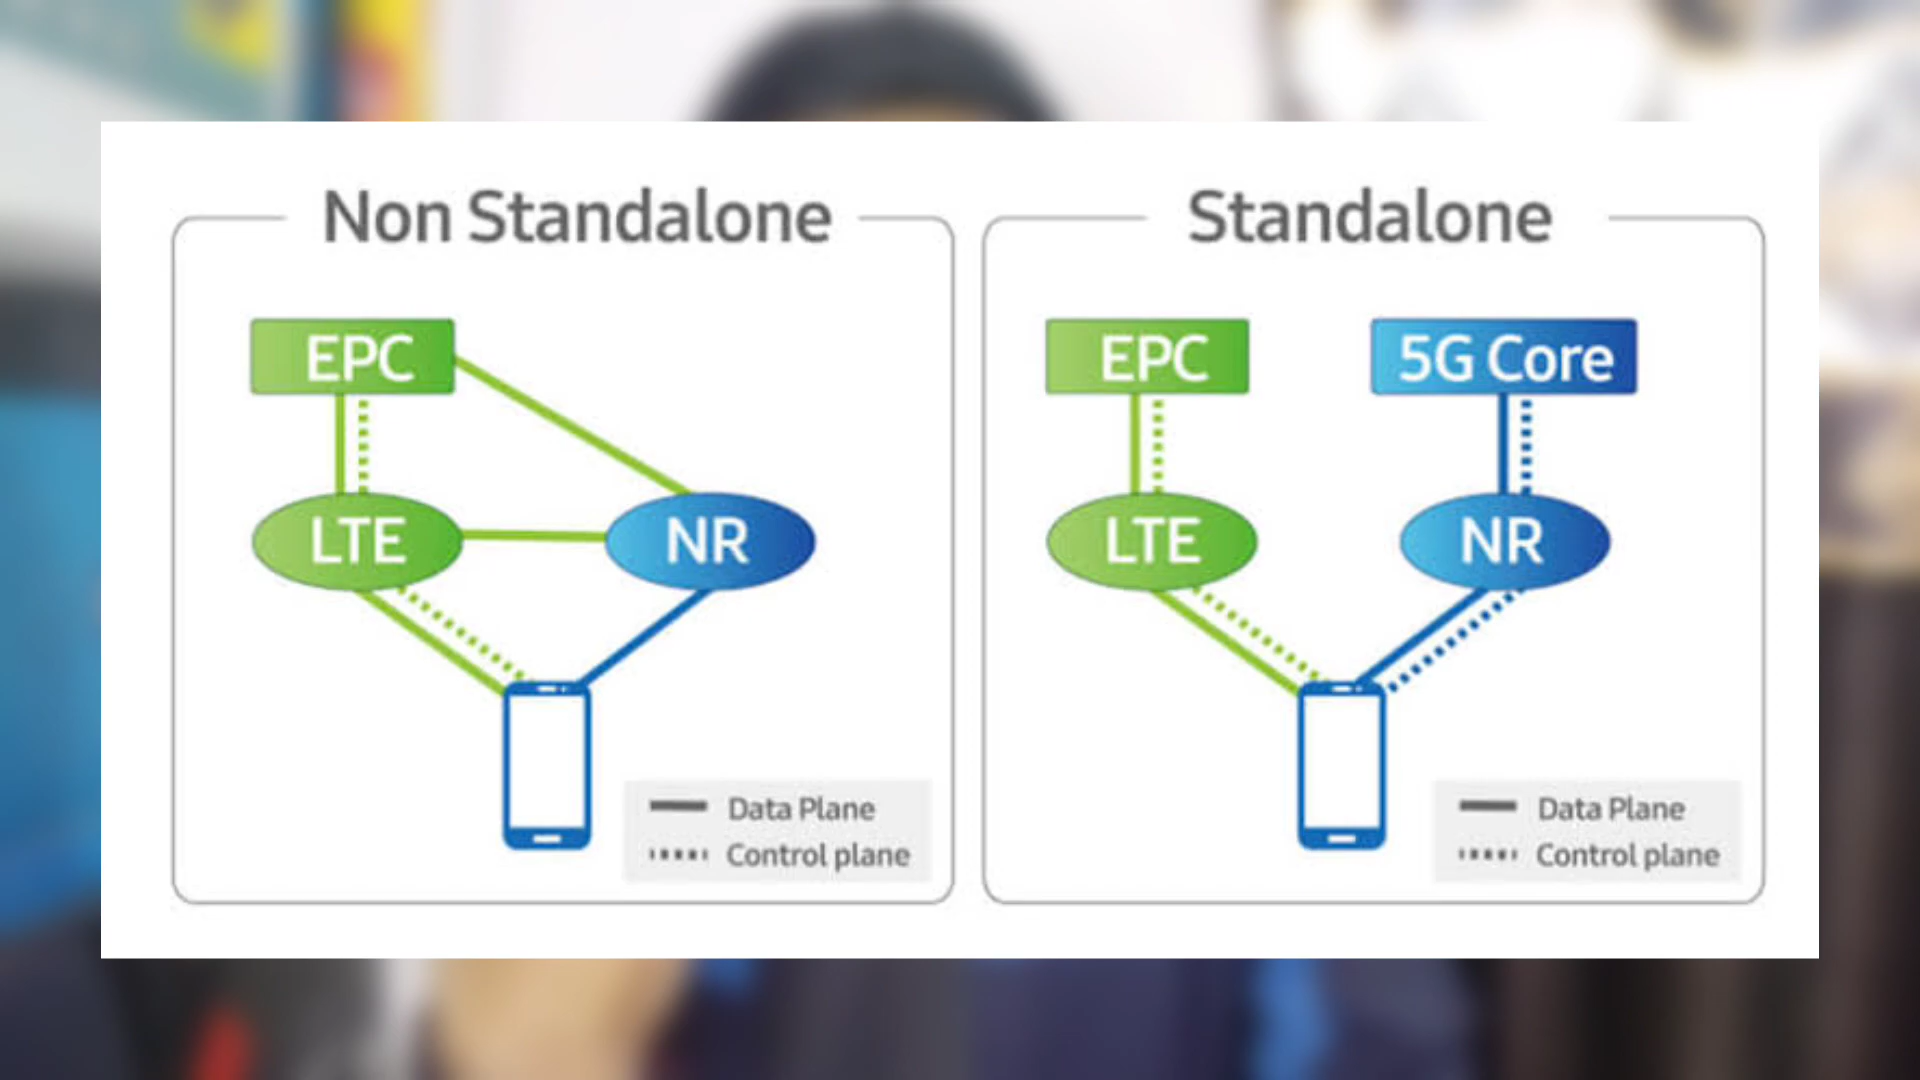 Non Standalone
EPC
LTE
NR
Data Plane
Control plane
Standalone
EPC
5G Core
LTE
NR
Data Plane
Control plane